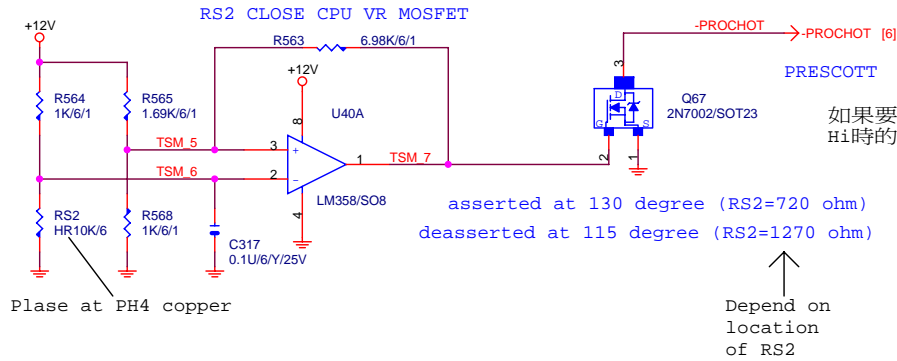 RS2 CLOSE CPU VR MOSFET
+12V
R563
6.98K/6/1
-PROCHOT
-PROCHOT [6]
+12V
3
PRESCOTT
R564
1K/6/1
R565
1.69K/6/1
8
U40A
D
G
S
Q67
2N7002/SOT23
如果要
Hi時的
TSM_5
3
+
1
TSM_7
2
1
TSM_6
2
-
4
LM358/SO8
RS2
HR10K/6
R568
1K/6/1
C317
0.1U/6/Y/25V
asserted at 130 degree (RS2=720 ohm)
deasserted at 115 degree (RS2=1270 ohm)
Plase at PH4 copper
Depend on
location
of RS2